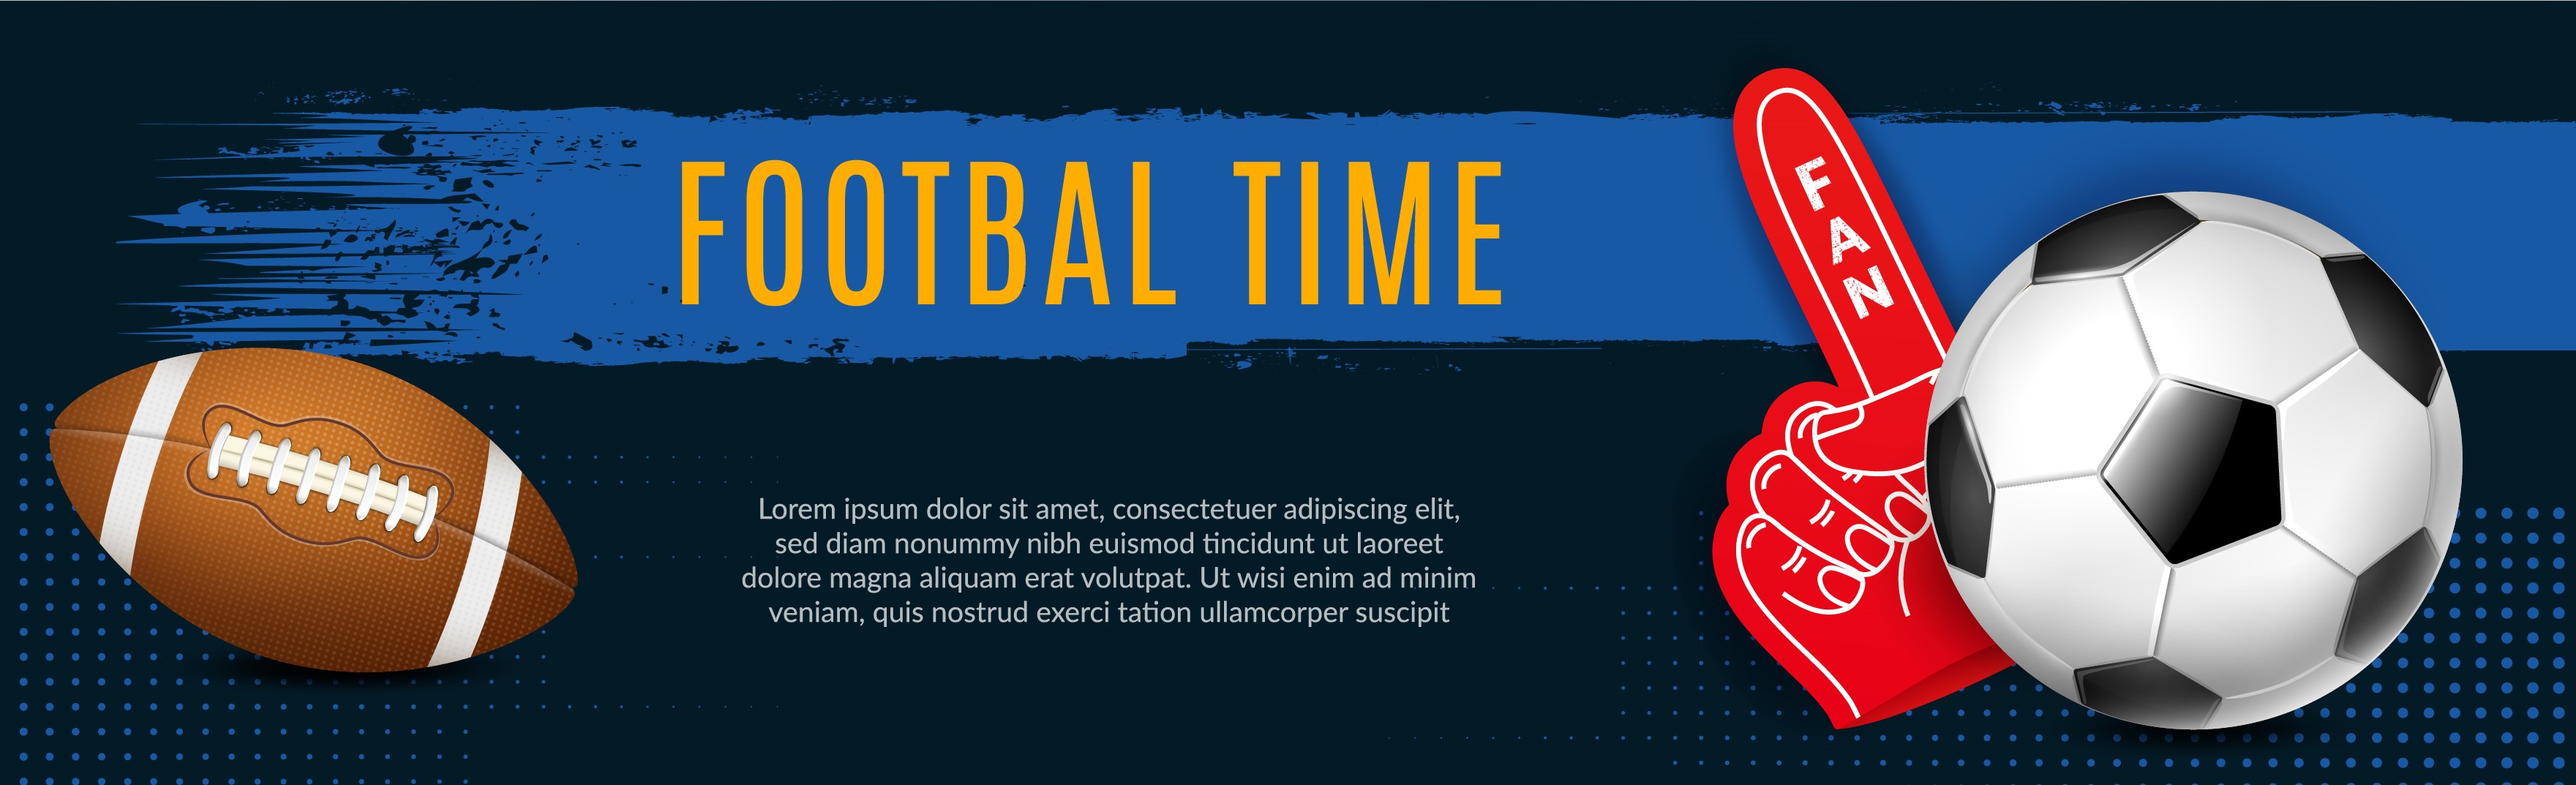 FOOTBAL TIME
FAN
Lorem ipsum dolor sit amet, consectetuer adipiscing elit,
sed diam nonummy nibh euismod tincidunt ut laoreet
dolore magna aliquam erat volutpat. Ut wisi enim ad minim
veniam, quis nostrud exerci tation ullamcorper suscipit